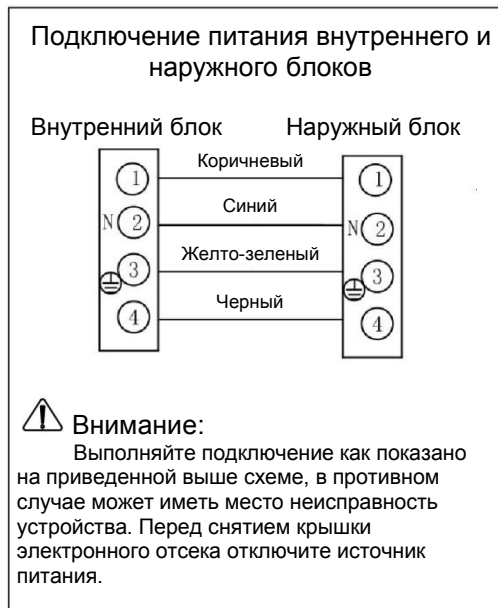 Подключение питания внутреннего и
наружного блоков
Внутренний блок Наружный блок
1 Коричневый 1
N 2 Синий N 2
3 Желто-зеленый 3
4 Черный 4
Внимание:
Выполняйте подключение как показано
на приведенной выше схеме, в противном
случае может иметь место неисправность
устройства. Перед снятием крышки
электронного отсека отключите источник
питания.